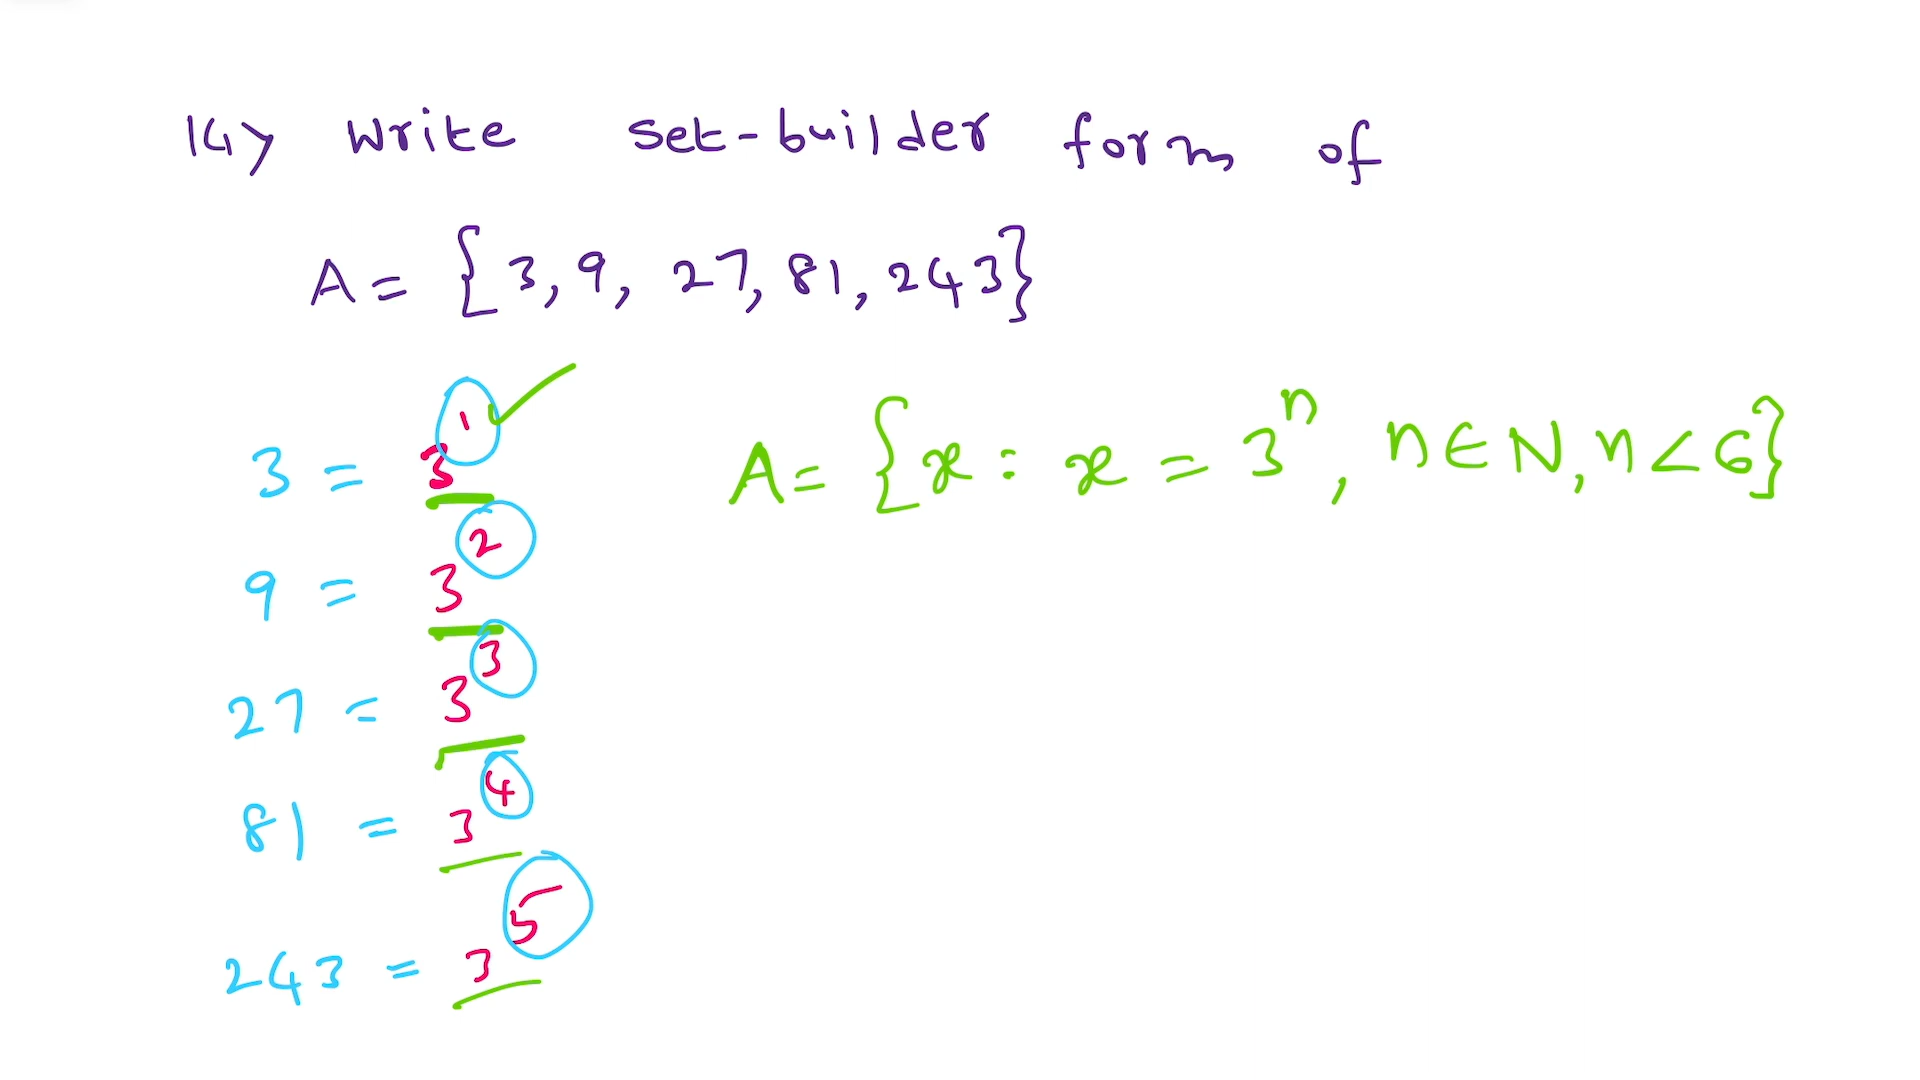 14) Write set-builder form of
A = {3, 9, 27, 81, 243}
3 = 3¹
9 = 3²
27 = 3³
81 = 3⁴
243 = 3⁵
A = {x : x = 3ⁿ, n ∈ N, n < 6}